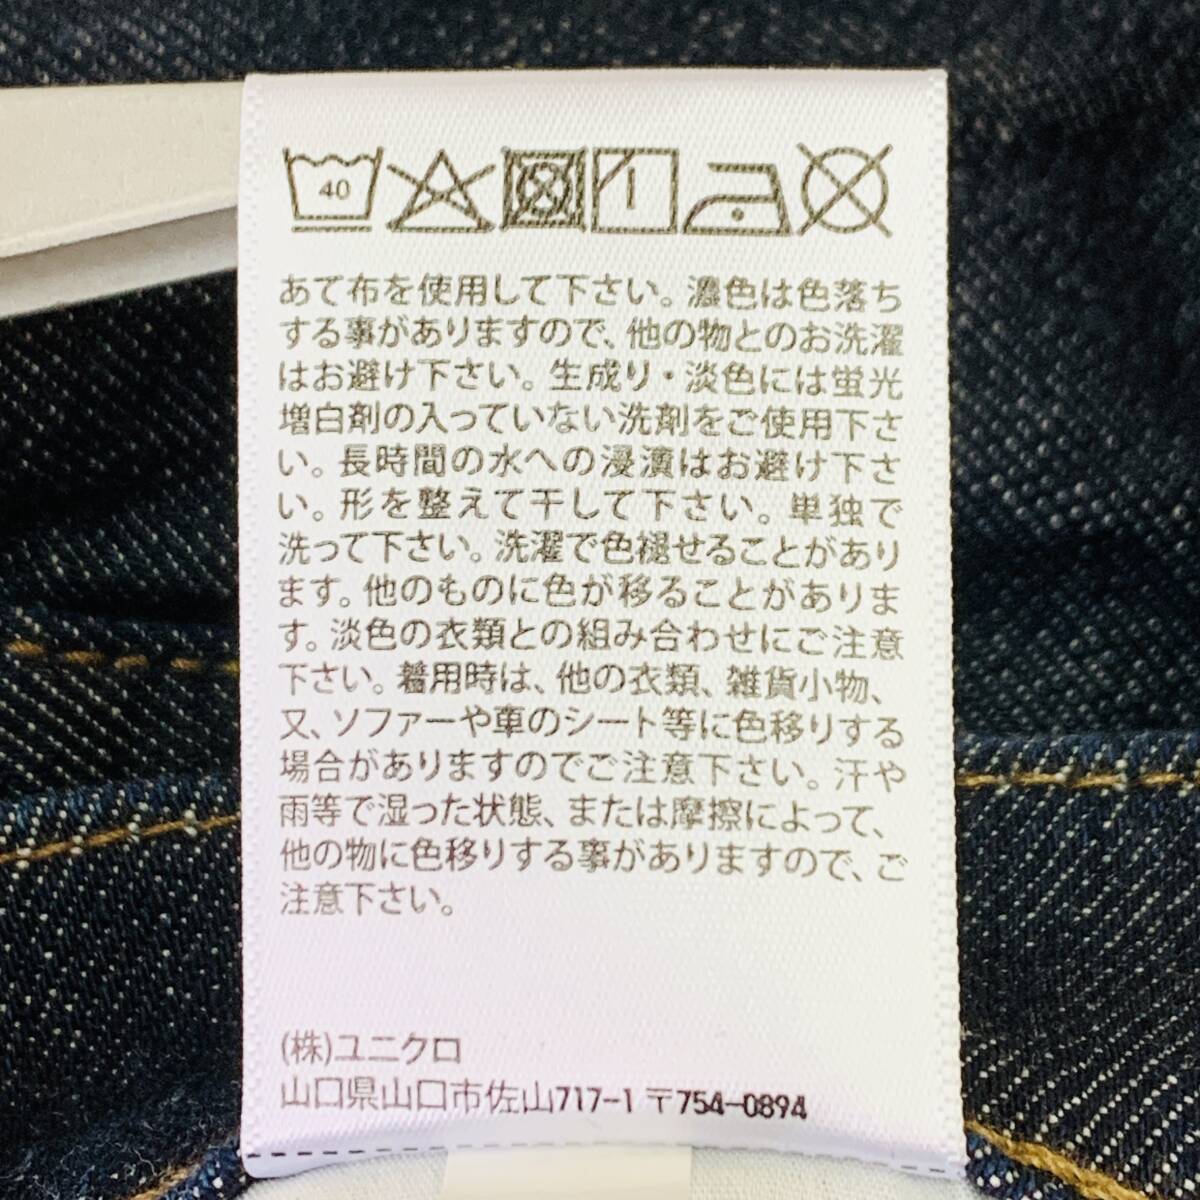 40
あて布を使用して下さい。濃色は色落ち
する事がありますので、他の物とのお洗濯
はお避け下さい。生成り・淡色には蛍光
増白剤の入っていない洗剤をご使用下さ
い。長時間の水への浸漬はお避け下さ
い。形を整えて干して下さい。単独で
洗って下さい。洗濯で色褪せることがあり
ます。他のものに色が移ることがありま
す。淡色の衣類との組み合わせにご注意
下さい。着用時は、他の衣類、雑貨小物、
又、ソファーや車のシート等に色移りする
場合がありますのでご注意下さい。汗や
雨等で湿った状態、または摩擦によって、
他の物に色移りする事がありますので、ご
注意下さい。
(株)ユニクロ
山口県山口市佐山717-1 〒754-0894